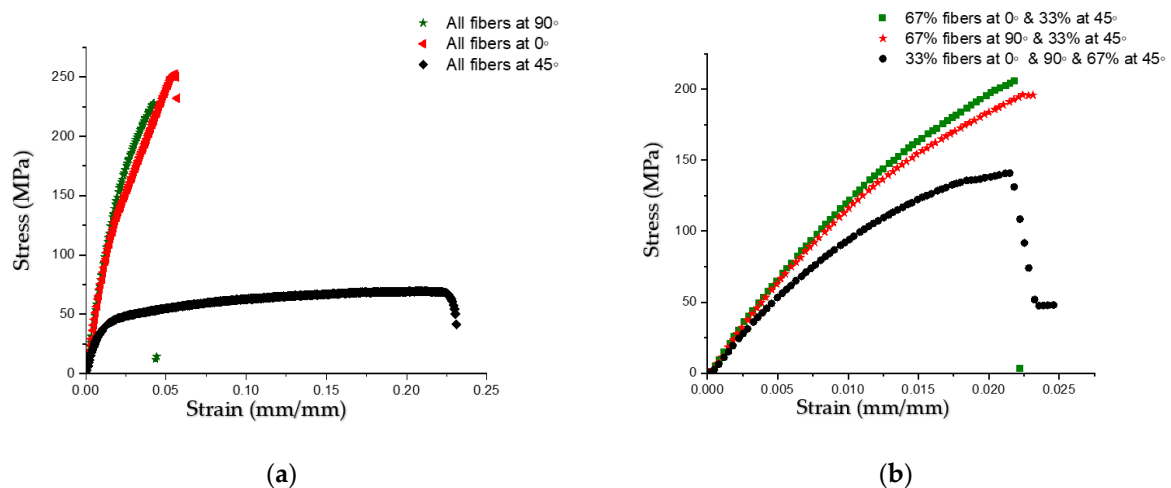 All fibers at 90°
All fibers at 0°
All fibers at 45°
250
200
150
100
50
0
Stress (MPa)
0.00 0.05 0.10 0.15 0.20 0.25
Strain (mm/mm)
(a)
67% fibers at 0° & 33% at 45°
67% fibers at 90° & 33% at 45°
33% fibers at 0° & 90° & 67% at 45°
200
150
100
50
0
Stress (MPa)
0.000 0.005 0.010 0.015 0.020 0.025
Strain (mm/mm)
(b)